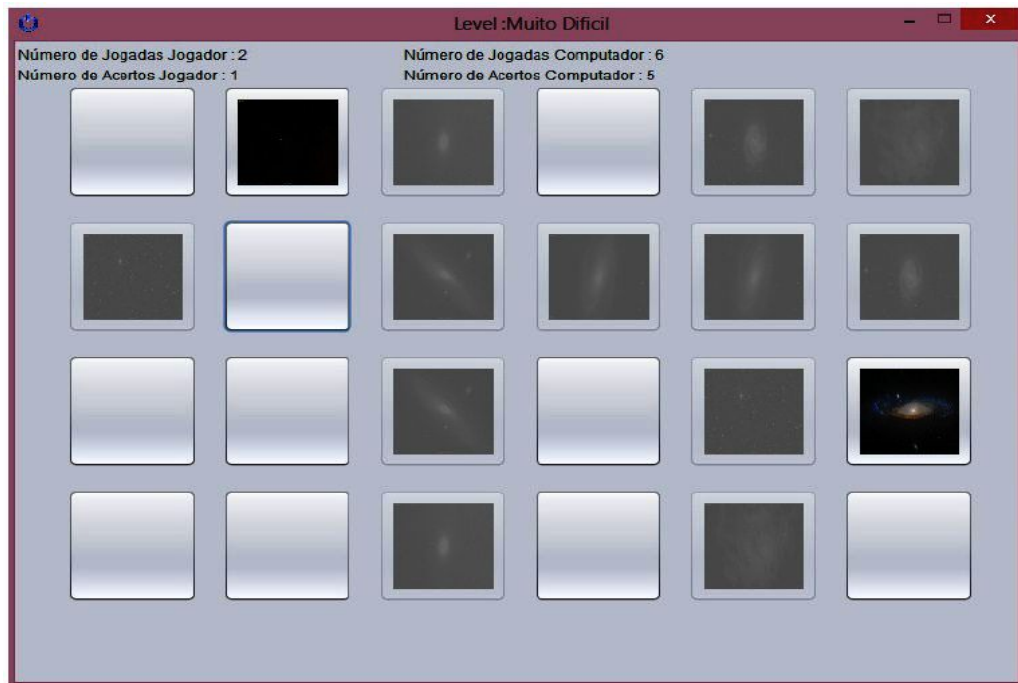 Level :Muito Dificil
Número de Jogadas Jogador : 2
Número de Jogadas Computador : 6
Número de Acertos Jogador : 1
Número de Acertos Computador : 5